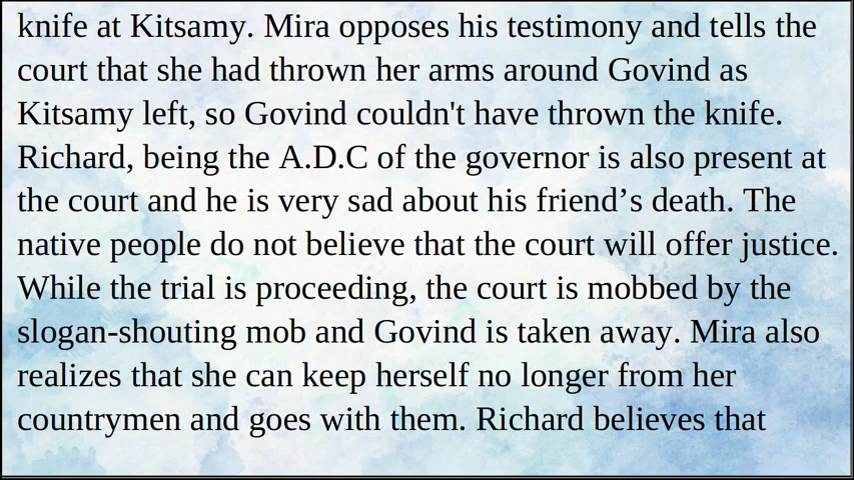 knife at Kitsamy. Mira opposes his testimony and tells the
court that she had thrown her arms around Govind as
Kitsamy left, so Govind couldn't have thrown the knife.
Richard, being the A.D.C of the governor is also present at
the court and he is very sad about his friend’s death. The
native people do not believe that the court will offer justice.
While the trial is proceeding, the court is mobbed by the
slogan-shouting mob and Govind is taken away. Mira also
realizes that she can keep herself no longer from her
countrymen and goes with them. Richard believes that